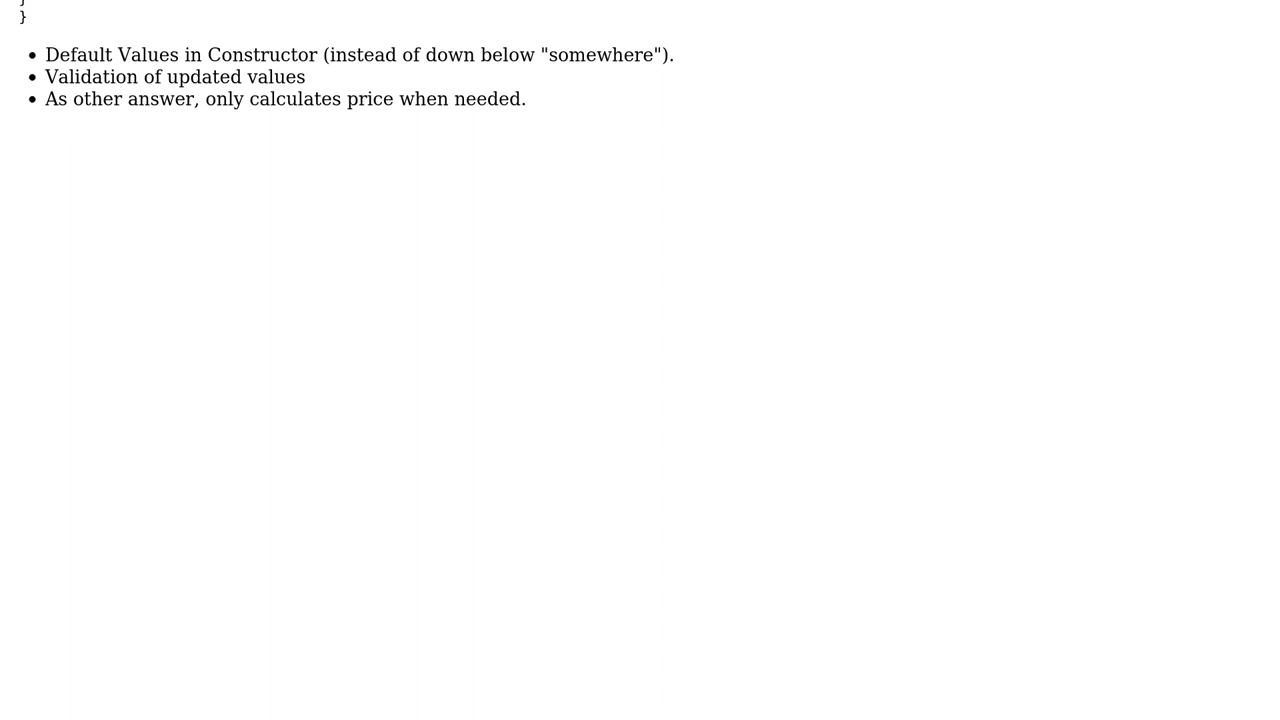 }
}
• Default Values in Constructor (instead of down below "somewhere").
• Validation of updated values
• As other answer, only calculates price when needed.